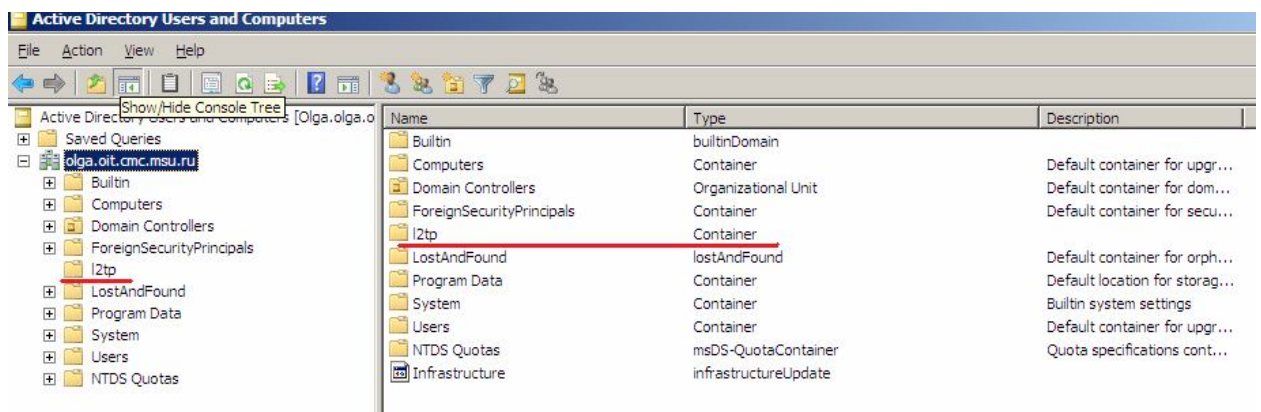 Active Directory Users and Computers
File Action View Help
Show/Hide Console Tree
Active Directory Users and Computers [Olga.olga.o
Saved Queries
olga.oit.cmc.msu.ru
Builtin
Computers
Domain Controllers
ForeignSecurityPrincipals
l2tp
LostAndFound
Program Data
System
Users
NTDS Quotas
Name Type Description
Builtin builtinDomain
Computers Container Default container for upgr...
Domain Controllers Organizational Unit Default container for dom...
ForeignSecurityPrincipals Container Default container for secu...
l2tp Container
LostAndFound lostAndFound Default container for orph...
Program Data Container Default location for storag...
System Container Builtin system settings
Users Container Default container for upgr...
NTDS Quotas msDS-QuotaContainer Quota specifications cont...
Infrastructure infrastructureUpdate